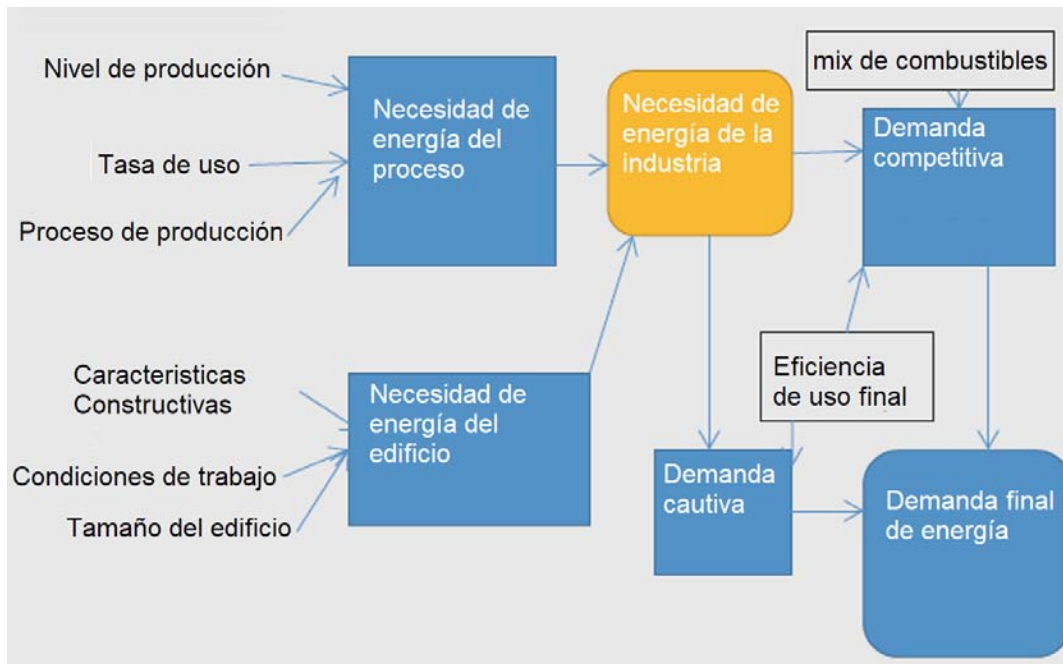 Nivel de producción
Tasa de uso
Proceso de producción
Necesidad de
energía del
proceso
Necesidad de
energía de la
industria
mix de combustibles
Demanda
competitiva
Caracteristicas
Constructivas
Condiciones de trabajo
Tamaño del edificio
Necesidad de
energía del
edificio
Eficiencia
de uso final
Demanda
cautiva
Demanda final
de energía